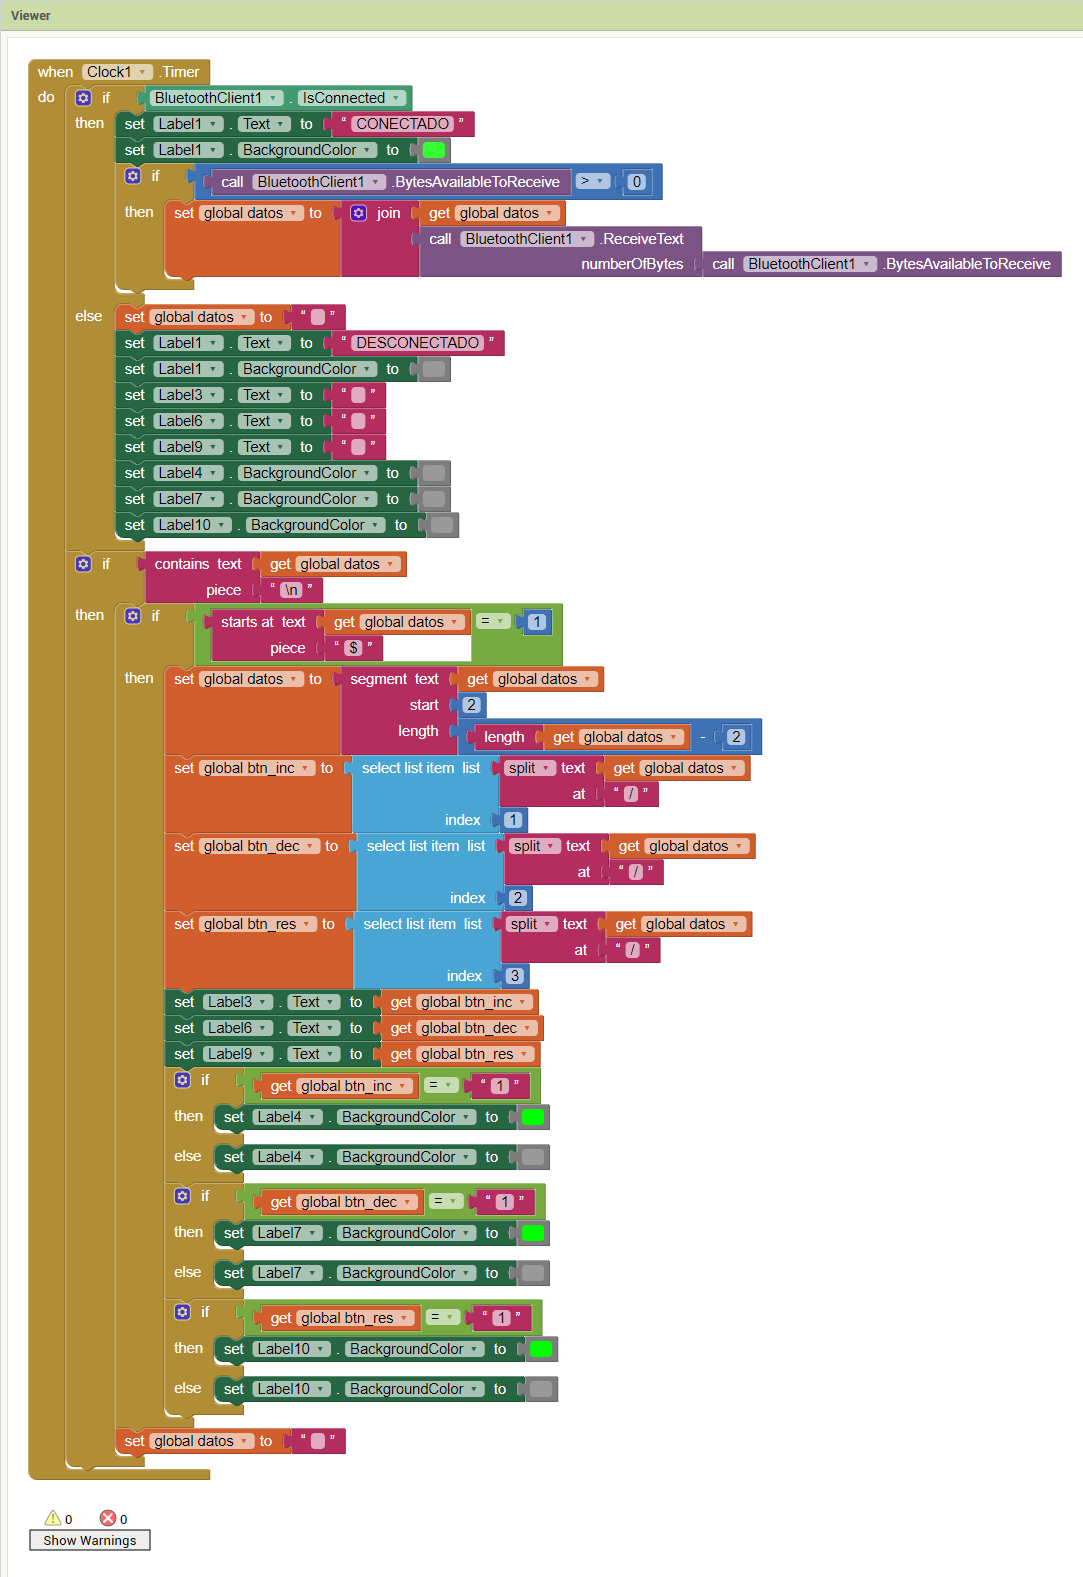 Viewer
when Clock1 .Timer
do if BluetoothClient1 . IsConnected
then set Label1 . Text to “ CONECTADO ”
set Label1 . BackgroundColor to
if call BluetoothClient1 .BytesAvailableToReceive > 0
then set global datos to join get global datos
call BluetoothClient1 .ReceiveText
numberOfBytes call BluetoothClient1 .BytesAvailableToReceive
else set global datos to “ ”
set Label1 . Text to “ DESCONECTADO ”
set Label1 . BackgroundColor to
set Label3 . Text to “ ”
set Label6 . Text to “ ”
set Label9 . Text to “ ”
set Label4 . BackgroundColor to
set Label7 . BackgroundColor to
set Label10 . BackgroundColor to
if contains text get global datos
piece “ \n ”
then if starts at text get global datos = 1
piece “ $ ”
then set global datos to segment text get global datos
start 2
length length get global datos - 2
set global btn_inc to select list item list split text get global datos
at “ / ”
index 1
set global btn_dec to select list item list split text get global datos
at “ / ”
index 2
set global btn_res to select list item list split text get global datos
at “ / ”
index 3
set Label3 . Text to get global btn_inc
set Label6 . Text to get global btn_dec
set Label9 . Text to get global btn_res
if get global btn_inc = “ 1 ”
then set Label4 . BackgroundColor to
else set Label4 . BackgroundColor to
if get global btn_dec = “ 1 ”
then set Label7 . BackgroundColor to
else set Label7 . BackgroundColor to
if get global btn_res = “ 1 ”
then set Label10 . BackgroundColor to
else set Label10 . BackgroundColor to
set global datos to “ ”
0 0
Show Warnings